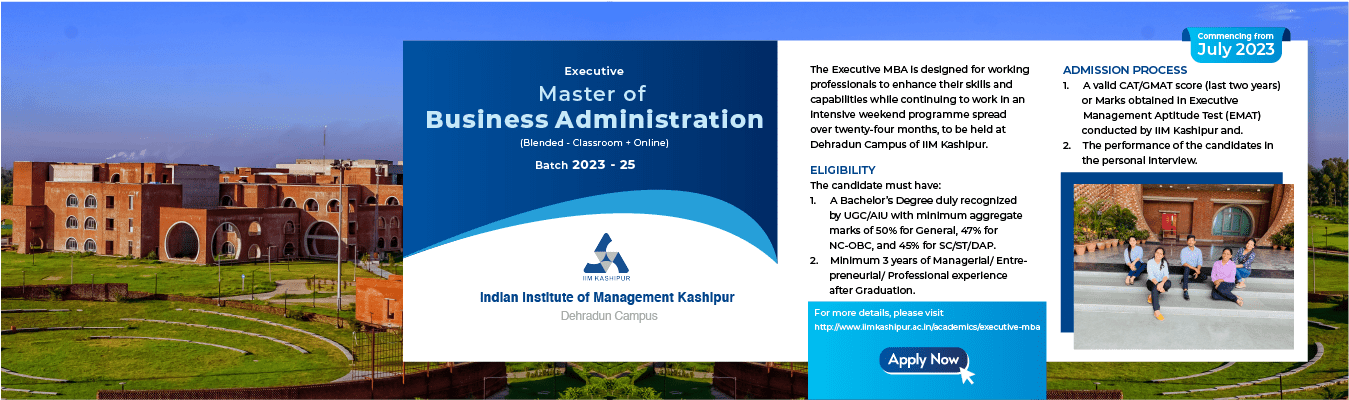 Executive
Master of
Business Administration
(Blended - Classroom + Online)
Batch 2023 - 25
IIM KASHIPUR
Indian Institute of Management Kashipur
Dehradun Campus
The Executive MBA is designed for working
professionals to enhance their skills and
capabilities while continuing to work in an
intensive weekend programme spread
over twenty-four months, to be held at
Dehradun Campus of IIM Kashipur.
ELIGIBILITY
The candidate must have:
1. A Bachelor's Degree duly recognized
by UGC/AIU with minimum aggregate
marks of 50% for General, 47% for
NC-OBC, and 45% for SC/ST/DAP.
2. Minimum 3 years of Managerial/ Entre-
preneurial/ Professional experience
after Graduation.
For more details, please visit
http://www.iimkashipur.ac.in/academics/executive-mba
Apply Now
Commencing from
July 2023
ADMISSION PROCESS
1. A valid CAT/GMAT score (last two years)
or Marks obtained in Executive
Management Aptitude Test (EMAT)
conducted by IIM Kashipur and.
2. The performance of the candidates in
the personal interview.